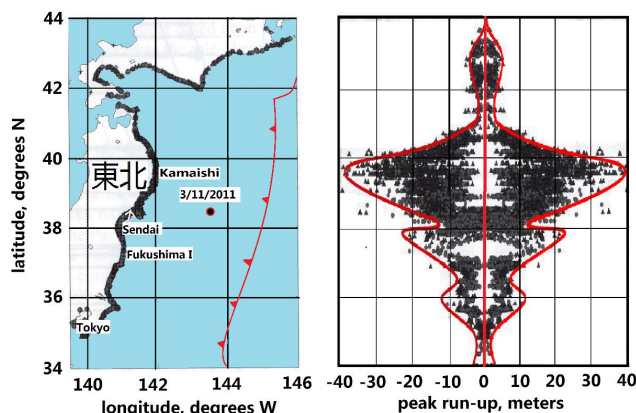 44
42
40
38
36
34
latitude, degrees N
東北
Kamaishi
3/11/2011
Sendai
Fukushima I
Tokyo
140 142 144 146
longitude, degrees W
-40 -30 -20 -10 0 10 20 30 40
peak run-up, meters